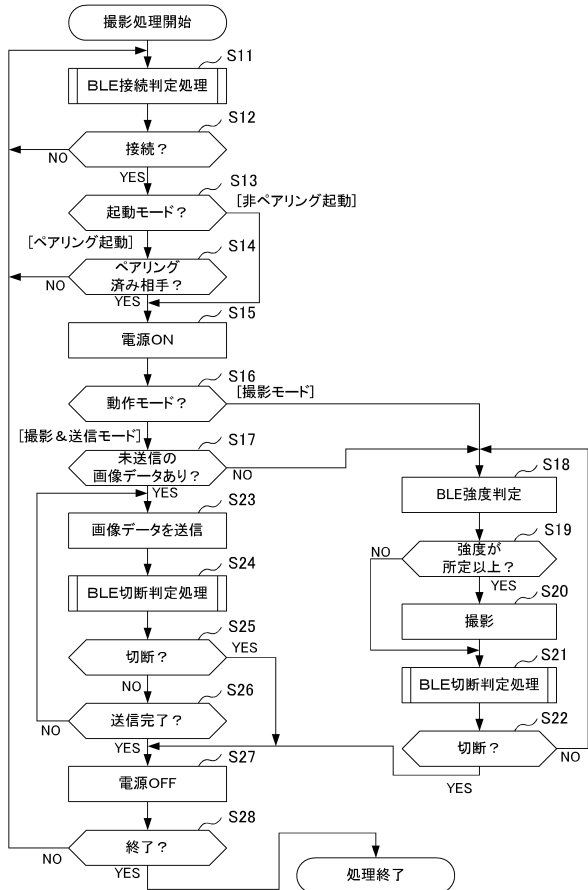 撮影処理開始
S11
BLE接続判定処理
S12
接続?
NO
YES
S13
起動モード?
[非ペアリング起動]
[ペアリング起動]
S14
ペアリング
済み相手?
NO
YES
S15
電源ON
S16
動作モード?
[撮影モード]
[撮影&送信モード]
S17
未送信の
画像データあり?
NO
YES
S18
BLE強度判定
S19
強度が
所定以上?
NO
YES
S20
撮影
S21
BLE切断判定処理
S22
切断?
NO
YES
S23
画像データを送信
S24
BLE切断判定処理
S25
切断?
YES
NO
S26
送信完了?
NO
YES
S27
電源OFF
S28
終了?
NO
YES
処理終了